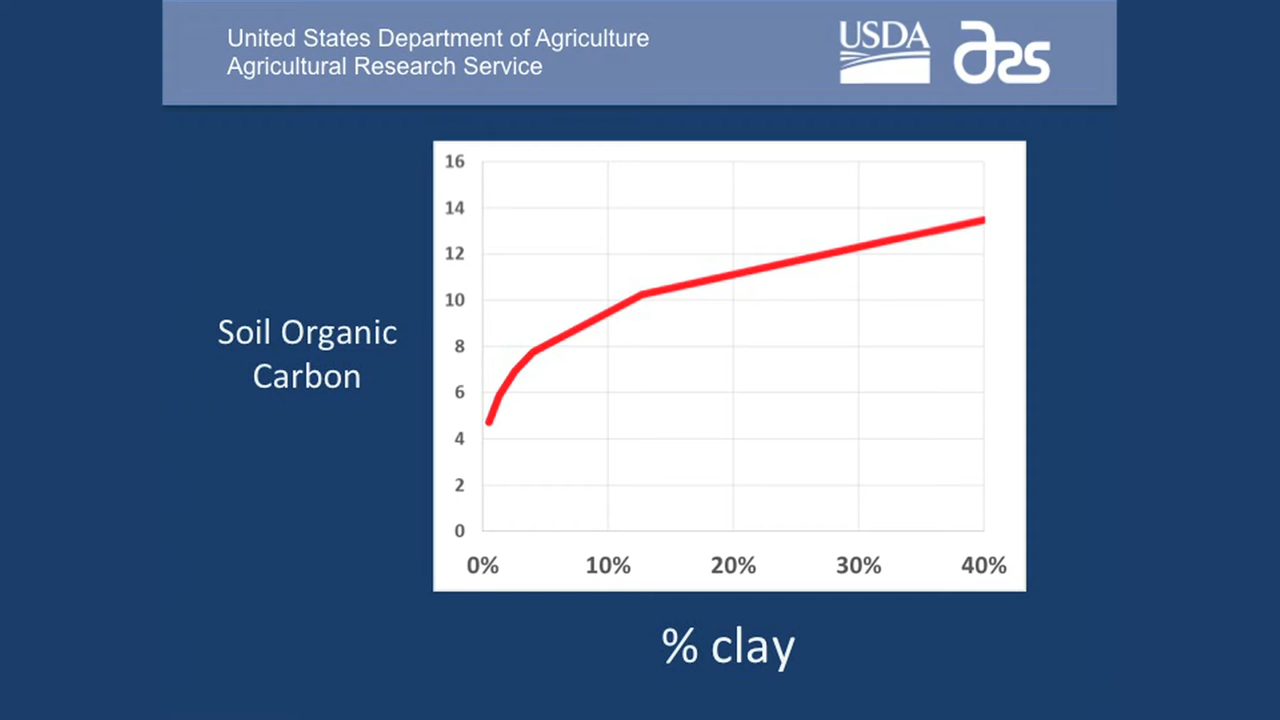 United States Department of Agriculture
Agricultural Research Service
USDA
ars
16
14
12
10
8
6
4
2
0
Soil Organic
Carbon
0% 10% 20% 30% 40%
% clay